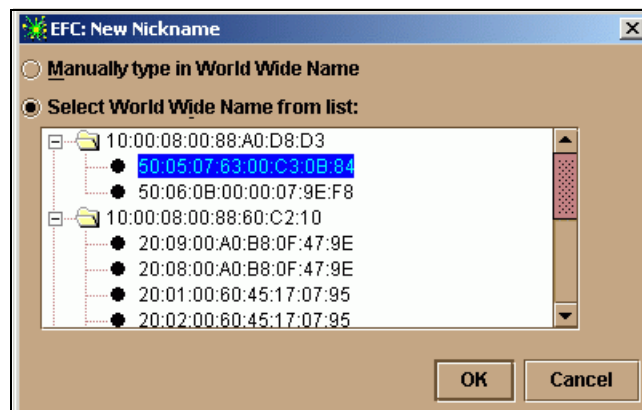 EFC: New Nickname
Manually type in World Wide Name
Select World Wide Name from list:
10:00:08:00:88:A0:D8:D3
50:05:07:63:00:C3:0B:84
50:06:0B:00:00:07:9E:F8
10:00:08:00:88:60:C2:10
20:09:00:A0:B8:0F:47:9E
20:08:00:A0:B8:0F:47:9E
20:01:00:60:45:17:07:95
20:02:00:60:45:17:07:95
OK Cancel